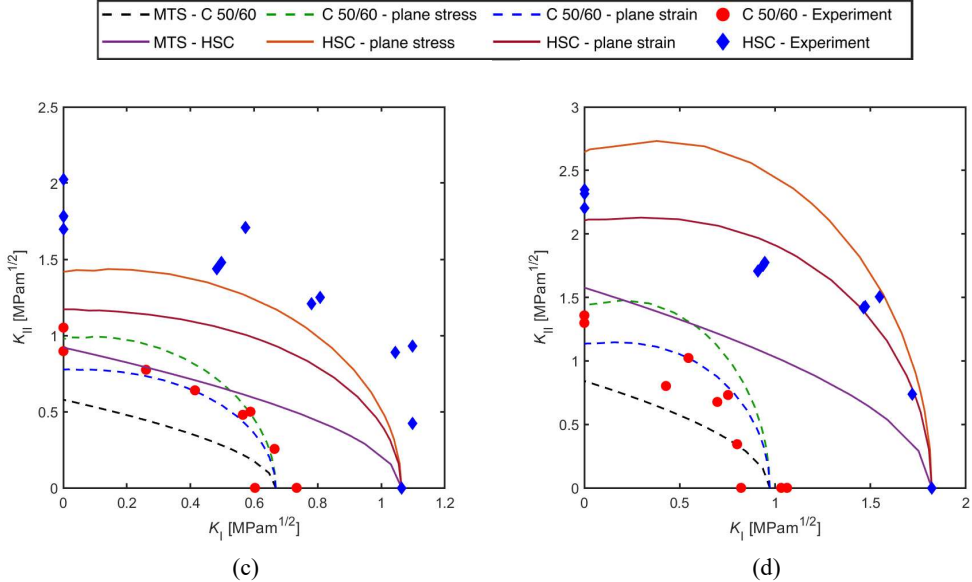 MTS - C 50/60 C 50/60 - plane stress C 50/60 - plane strain C 50/60 - Experiment
MTS - HSC HSC - plane stress HSC - plane strain HSC - Experiment
2.5
2
1.5
1
0.5
0
0 0.2 0.4 0.6 0.8 1 1.2
K_II [MPam^1/2]
K_I [MPam^1/2]
(c)
3
2.5
2
1.5
1
0.5
0
0 0.5 1 1.5 2
K_II [MPam^1/2]
K_I [MPam^1/2]
(d)